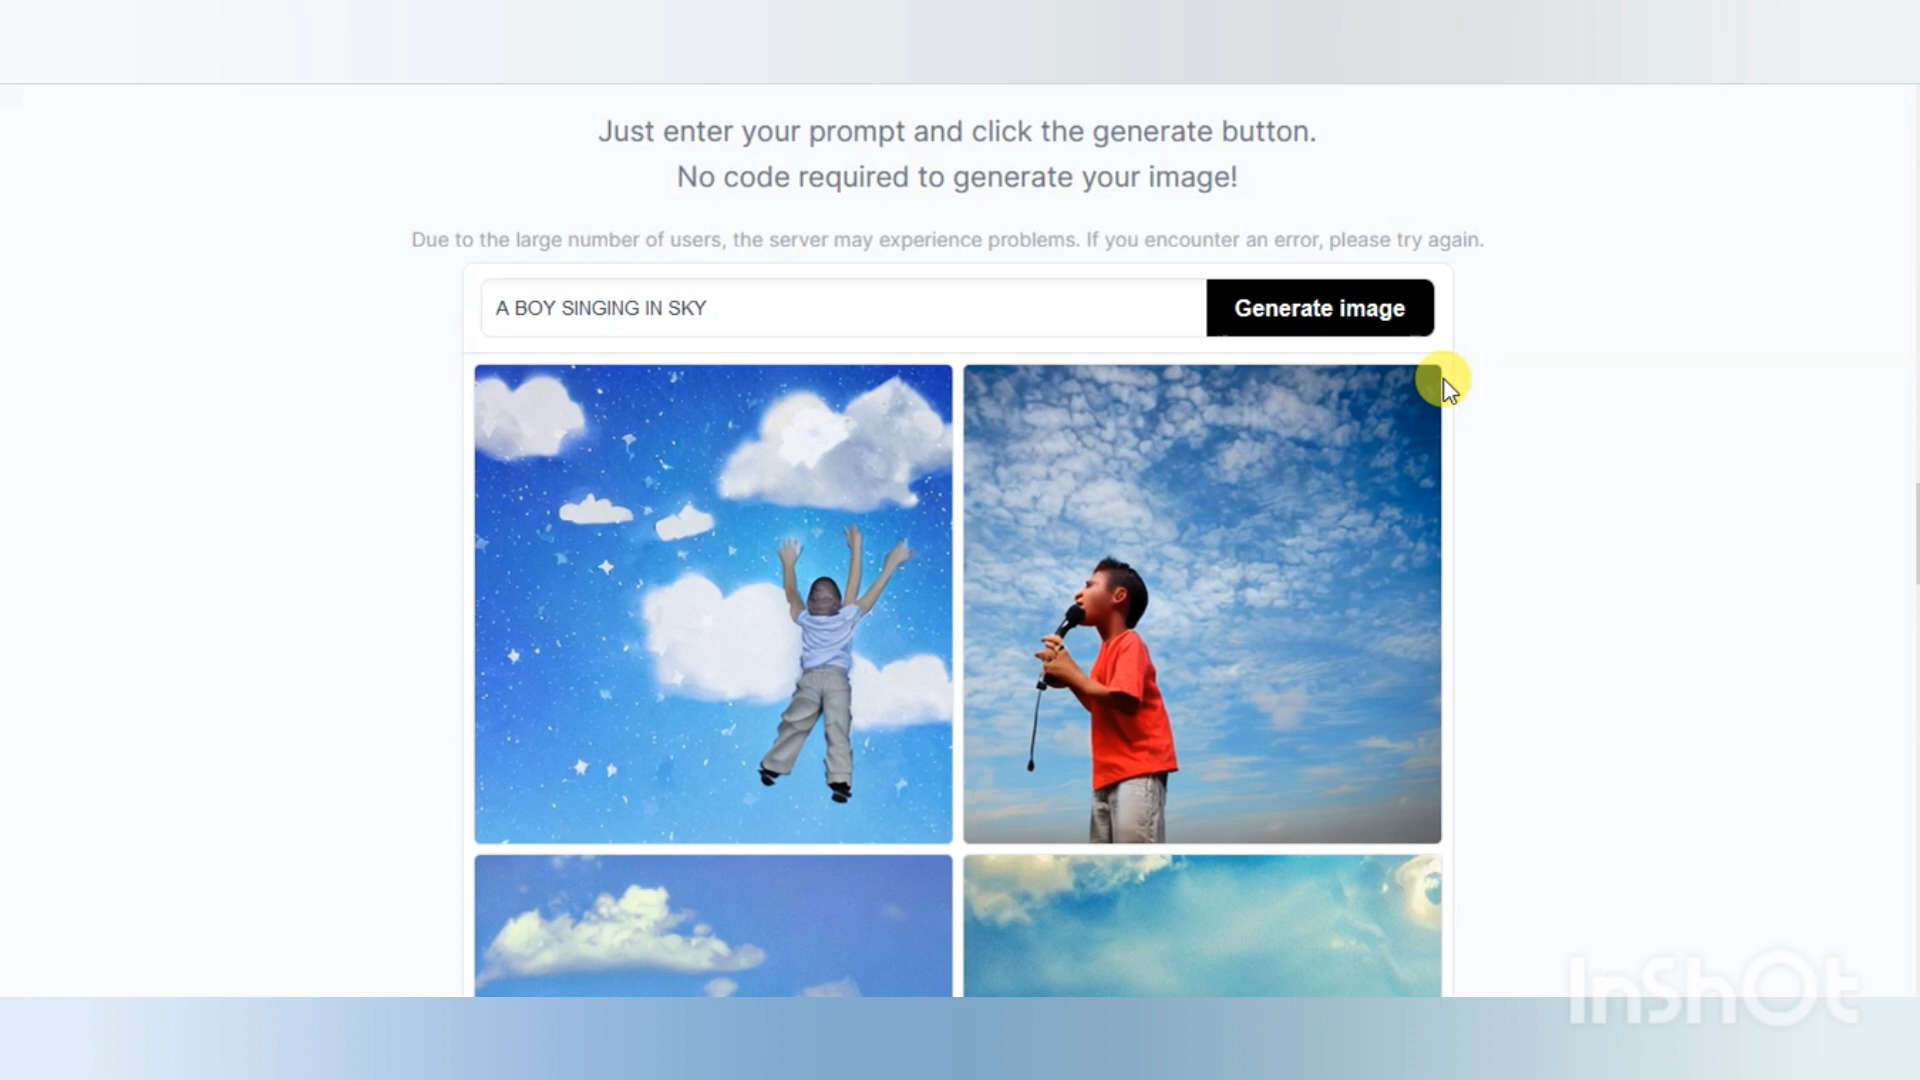 Just enter your prompt and click the generate button.
No code required to generate your image!
Due to the large number of users, the server may experience problems. If you encounter an error, please try again.
A BOY SINGING IN SKY
Generate image
InShOt